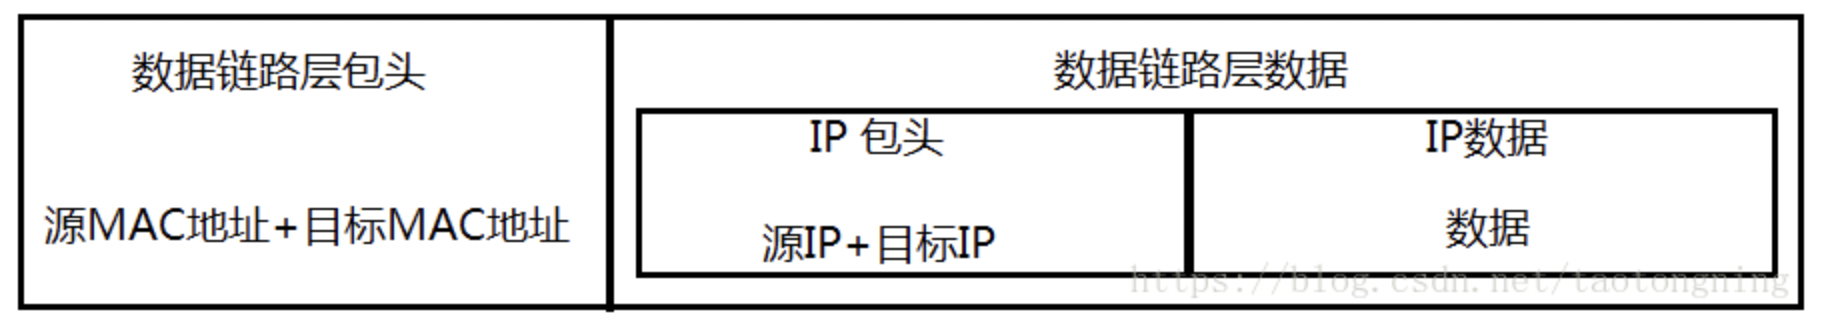 数据链路层包头
源MAC地址+目标MAC地址
数据链路层数据
IP 包头
源IP+目标IP
IP数据
数据
https://blog.csdn.net/taotongning